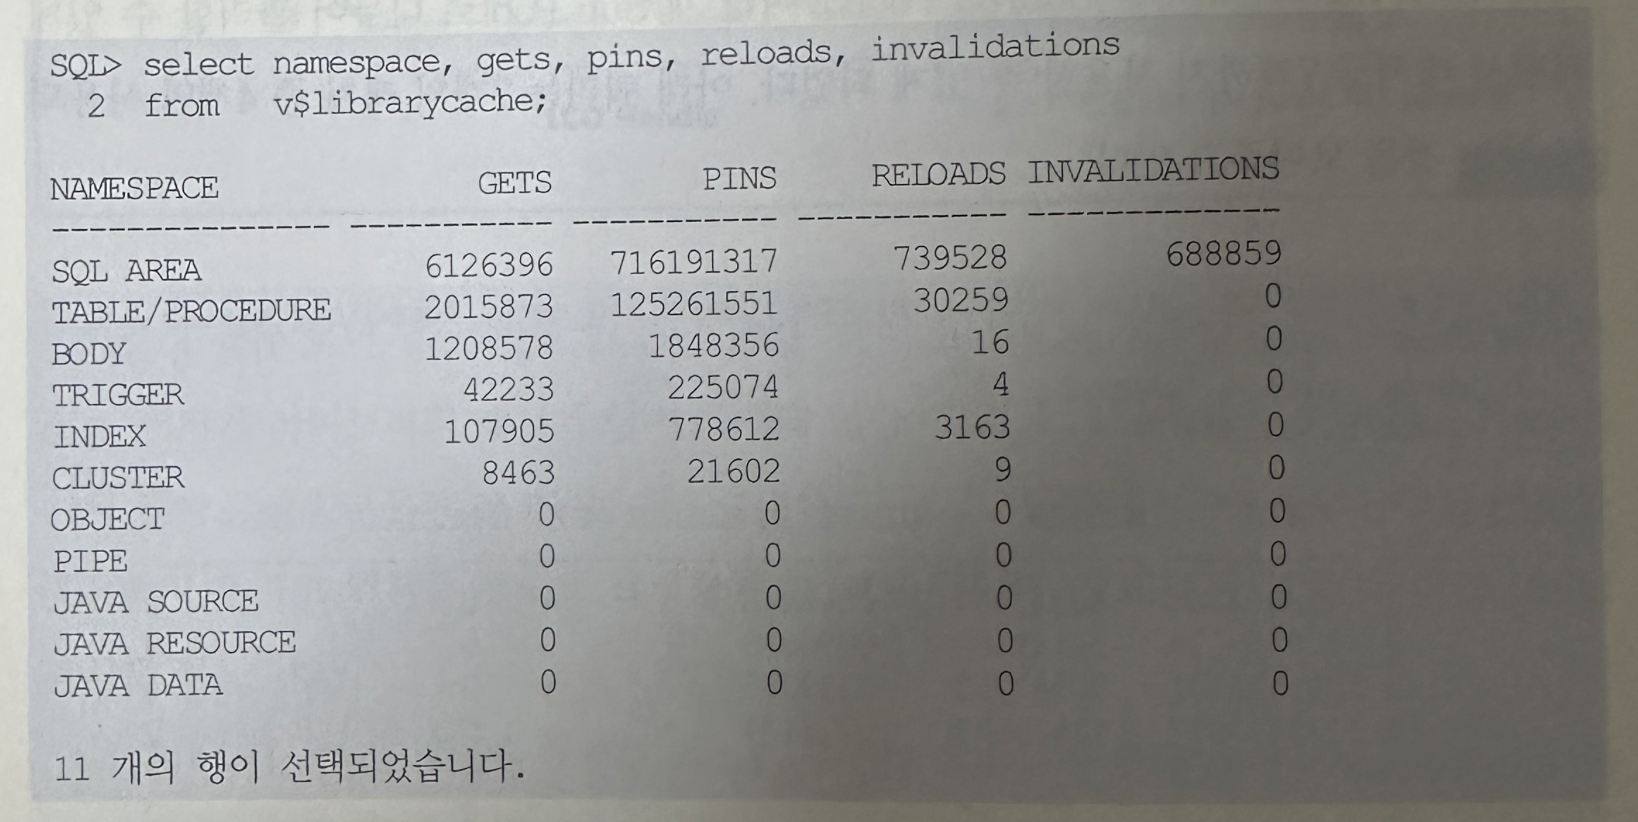 SQL> select namespace, gets, pins, reloads, invalidations
2 from v$librarycache;
NAMESPACE GETS PINS RELOADS INVALIDATIONS
--------------- ----------- ----------- ----------- -------------
SQL AREA 6126396 716191317 739528 688859
TABLE/PROCEDURE 2015873 125261551 30259 0
BODY 1208578 1848356 16 0
TRIGGER 42233 225074 4 0
INDEX 107905 778612 3163 0
CLUSTER 8463 21602 9 0
OBJECT 0 0 0 0
PIPE 0 0 0 0
JAVA SOURCE 0 0 0 0
JAVA RESOURCE 0 0 0 0
JAVA DATA 0 0 0 0
11 개의 행이 선택되었습니다.